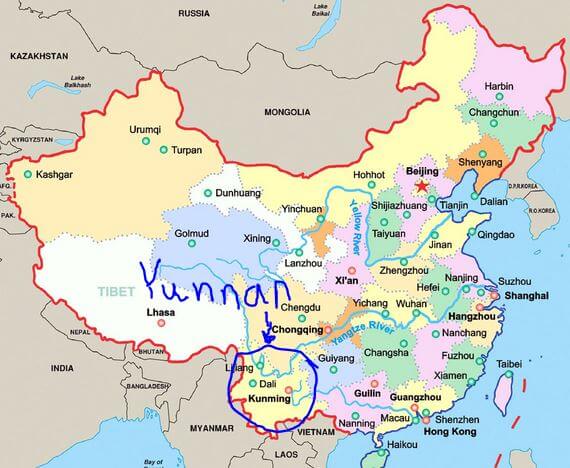 RUSSIA
Lake
Baikal
KAZAKHSTAN
Lake
Balkhash
MONGOLIA
Harbin
Changchun
Urumqi
Turpan
KYRGYZSTAN
Shenyang
Beijing
Hohhot
Kashgar
AFG.
Dunhuang
D.P.R.KOREA
Tianjin
Dalian
PAK.
Yinchuan
Yellow River
Shijiazhuang
R.O.KOREA
Taiyuan
Golmud
Xining
Jinan
Qingdao
Lanzhou
Zhengzhou
XI'an
Yunnan
TIBET
Nanjing
Suzhou
Hefei
Shanghai
Lhasa
Chengdu
Yichang
Wuhan
Hangzhou
Chongqing
Yangtze River
Nanchang
NEPAL
BHUTAN
Guiyang
Changsha
Fuzhou
Taibei
INDIA
Dali
Xiamen
BANGLADESH
Kunming
Guilin
Guangzhou
Nanning
Macau
Shenzhen
Hong Kong
MYANMAR
VIETNAM
LAOS
Haikou
Bay of